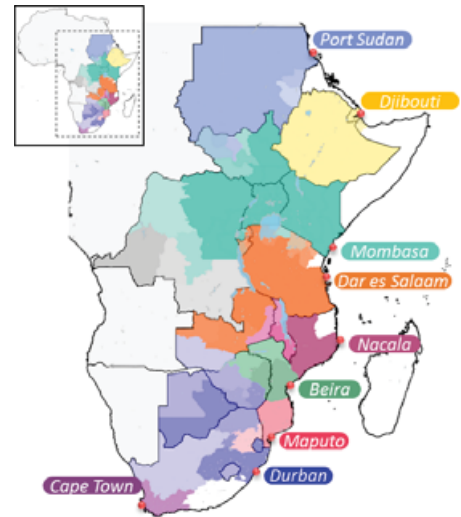 Port Sudan
Djibouti
Mombasa
Dar es Salaam
Nacala
Beira
Maputo
Durban
Cape Town